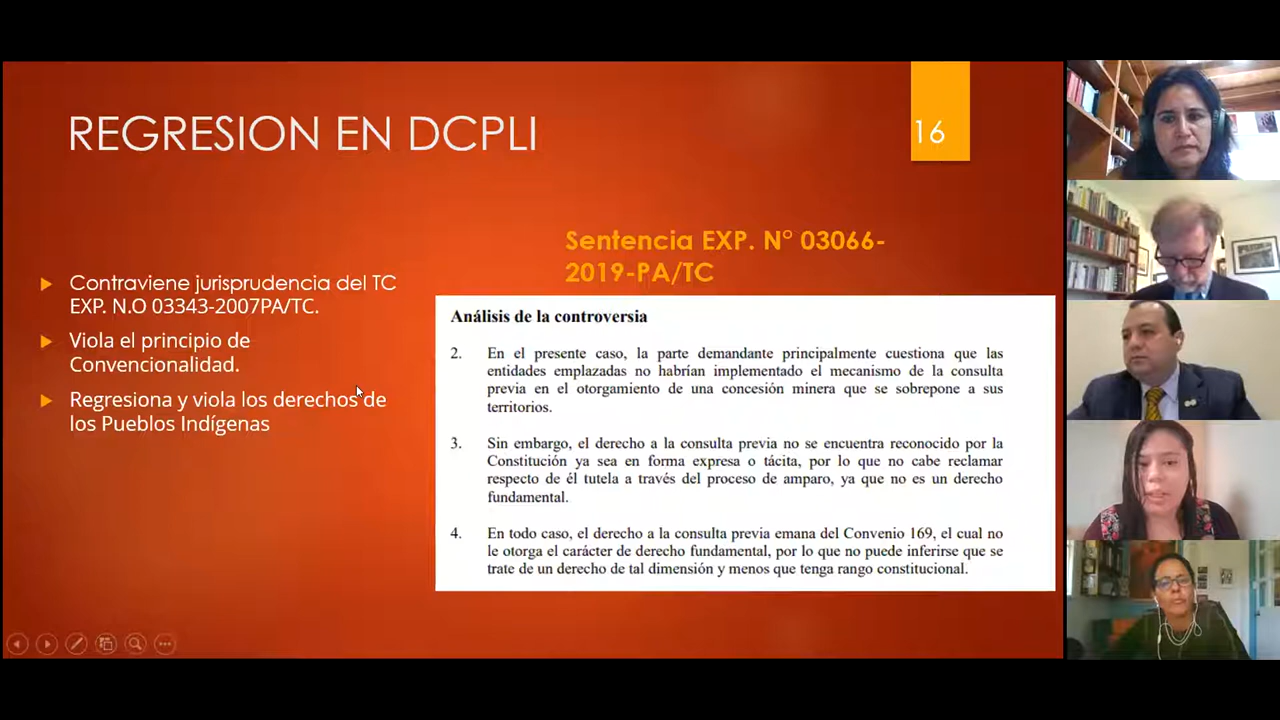 REGRESION EN DCPLI
16
Contraviene jurisprudencia del TC
EXP. N.O 03343-2007PA/TC.
Viola el principio de
Convencionalidad.
Regresiona y viola los derechos de
los Pueblos Indígenas
Sentencia EXP. N° 03066-
2019-PA/TC
Análisis de la controversia
2. En el presente caso, la parte demandante principalmente cuestiona que las
entidades emplazadas no habrían implementado el mecanismo de la consulta
previa en el otorgamiento de una concesión minera que se sobrepone a sus
territorios.
3. Sin embargo, el derecho a la consulta previa no se encuentra reconocido por la
Constitución ya sea en forma expresa o tácita, por lo que no cabe reclamar
respecto de él tutela a través del proceso de amparo, ya que no es un derecho
fundamental.
4. En todo caso, el derecho a la consulta previa emana del Convenio 169, el cual no
le otorga el carácter de derecho fundamental, por lo que no puede inferirse que se
trate de un derecho de tal dimensión y menos que tenga rango constitucional.